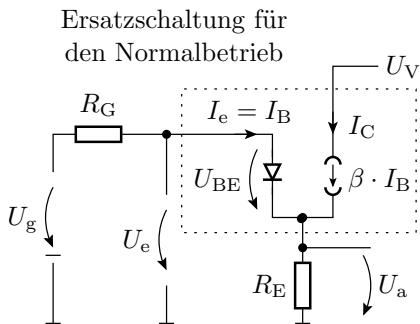 Ersatzschaltung für
den Normalbetrieb
U_V
R_G
I_e = I_B
I_C
U_BE
β · I_B
U_g
U_e
R_E
U_a